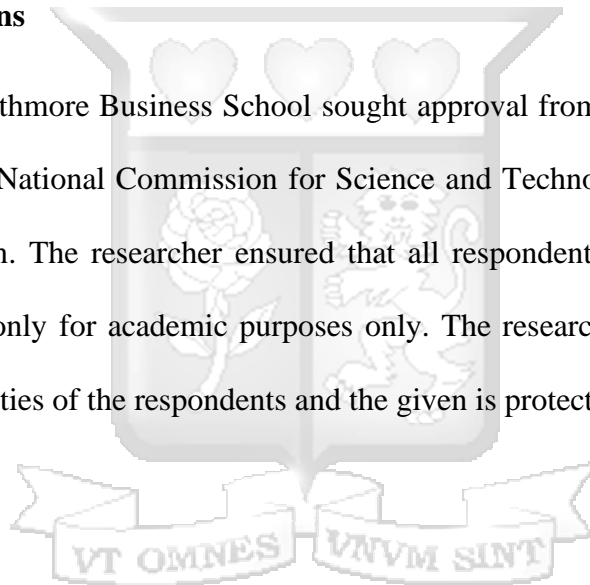 ns
thmore Business School sought approval from
National Commission for Science and Techno
n. The researcher ensured that all respondent
only for academic purposes only. The researc
ties of the respondents and the given is protect
VT OMNES VNVM SINT